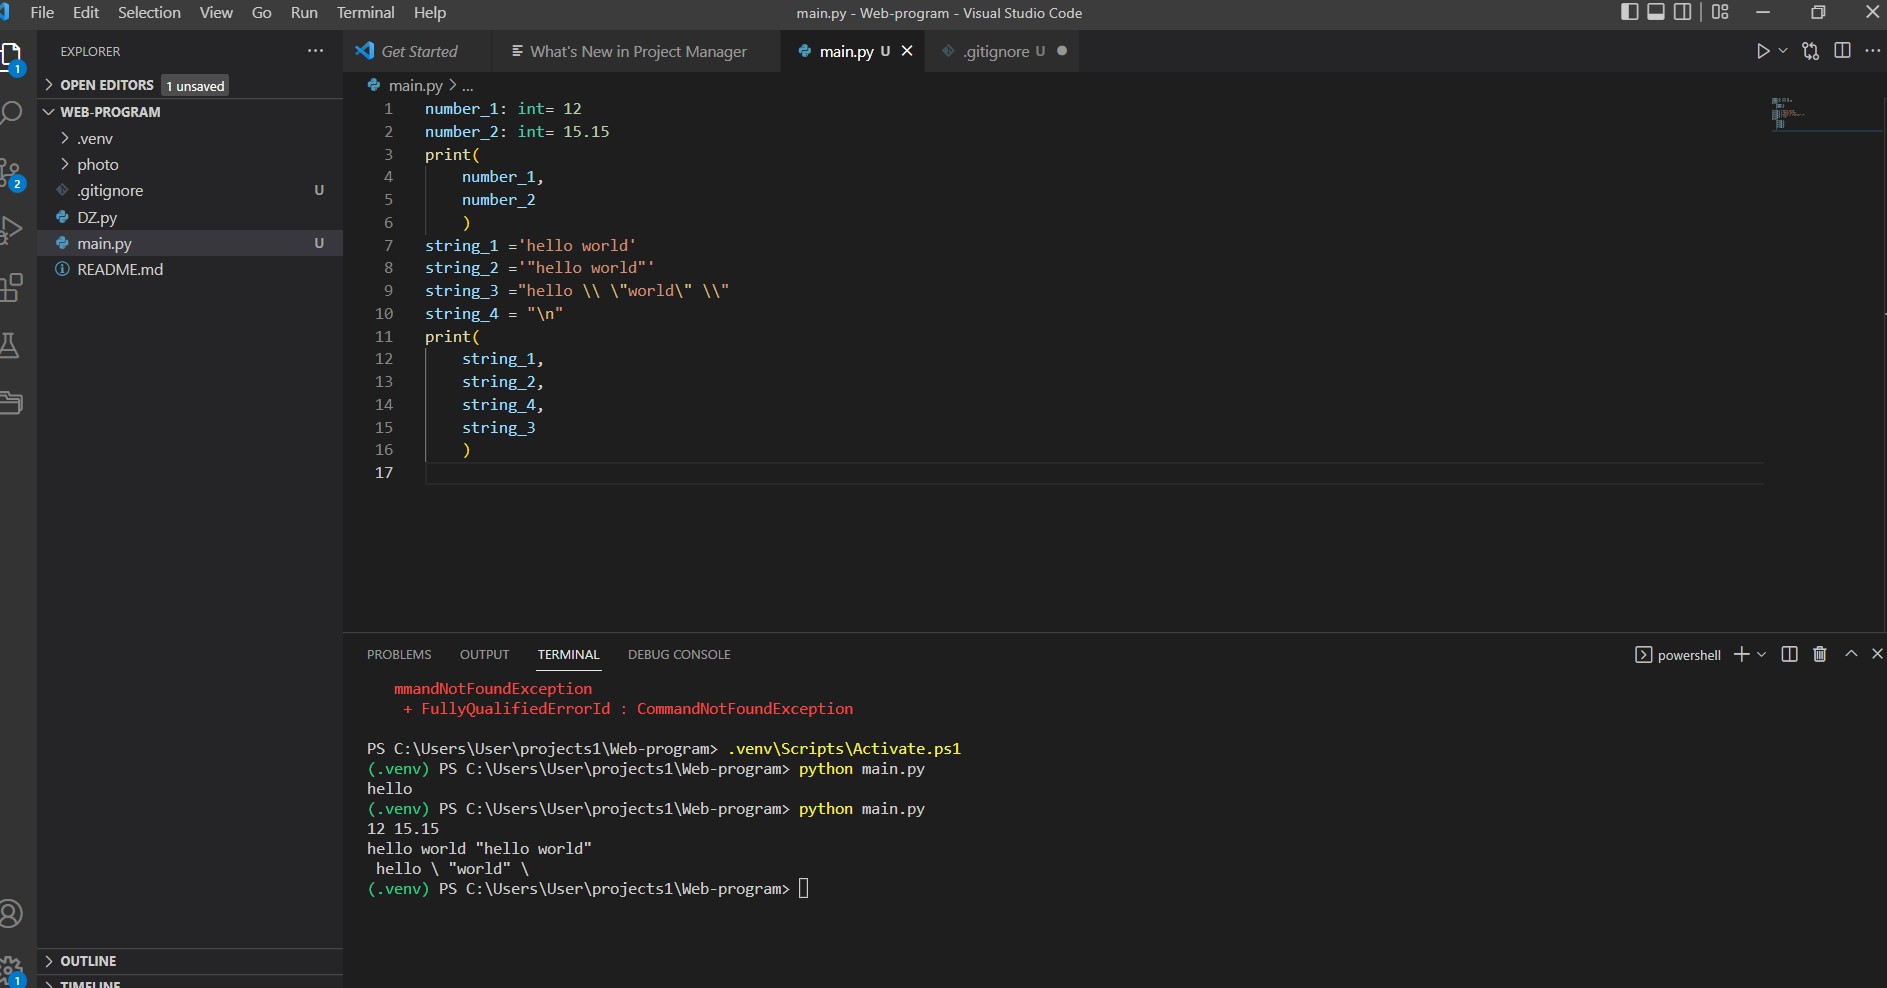 File Edit Selection View Go Run Terminal Help
main.py - Web-program - Visual Studio Code
EXPLORER
OPEN EDITORS 1 unsaved
WEB-PROGRAM
.venv
photo
.gitignore U
DZ.py
main.py U
README.md
OUTLINE
TIMELINE
1
2
1
Get Started What's New in Project Manager main.py U .gitignore U
main.py > ...
1 number_1: int= 12
2 number_2: int= 15.15
3 print(
4 number_1,
5 number_2
6 )
7 string_1 ='hello world'
8 string_2 ='"hello world"'
9 string_3 ="hello \\ \"world\" \\"
10 string_4 = "\n"
11 print(
12 string_1,
13 string_2,
14 string_4,
15 string_3
16 )
17
PROBLEMS OUTPUT TERMINAL DEBUG CONSOLE
powershell
mmandNotFoundException
+ FullyQualifiedErrorId : CommandNotFoundException
PS C:\Users\User\projects1\Web-program> .venv\Scripts\Activate.ps1
(.venv) PS C:\Users\User\projects1\Web-program> python main.py
hello
(.venv) PS C:\Users\User\projects1\Web-program> python main.py
12 15.15
hello world "hello world"
hello \ "world" \
(.venv) PS C:\Users\User\projects1\Web-program>